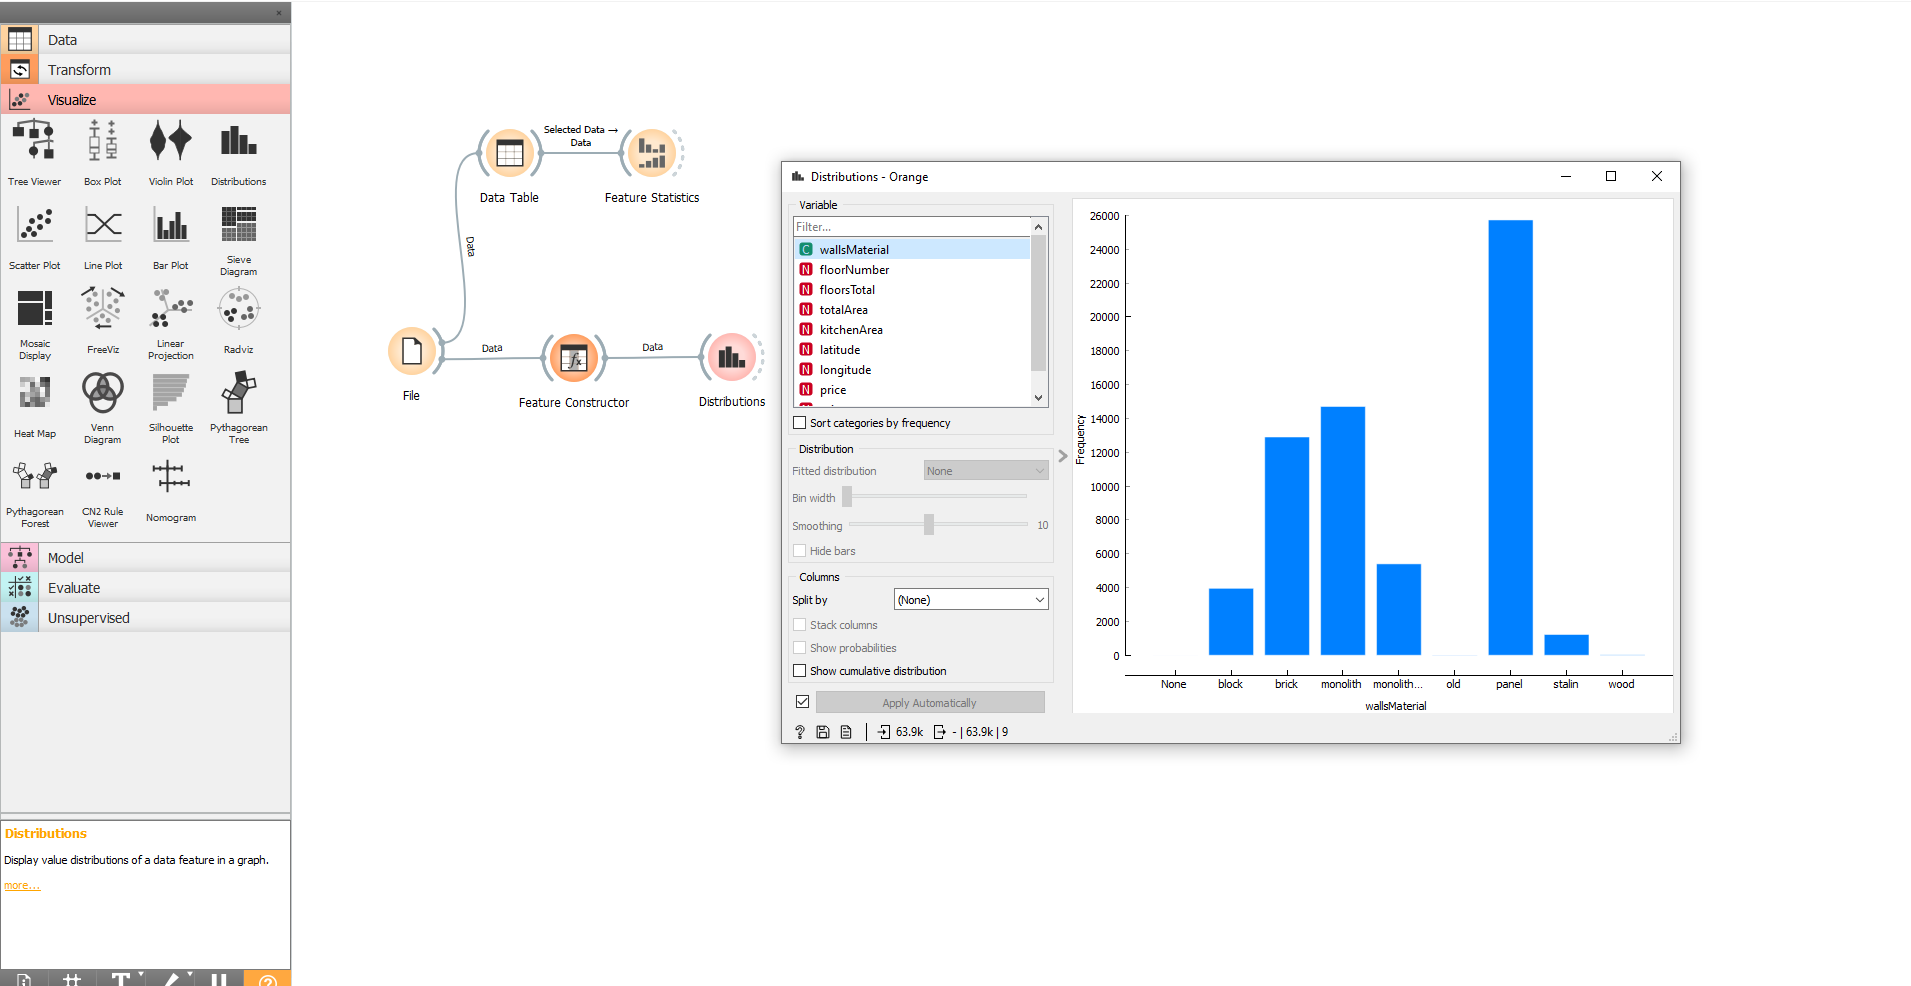 Data
Transform
Visualize
Tree Viewer
Box Plot
Violin Plot
Distributions
Scatter Plot
Line Plot
Bar Plot
Sieve
Diagram
Mosaic
Display
FreeViz
Linear
Projection
Radviz
Heat Map
Venn
Diagram
Silhouette
Plot
Pythagorean
Tree
Pythagorean
Forest
CN2 Rule
Viewer
Nomogram
Model
Evaluate
Unsupervised
Distributions
Display value distributions of a data feature in a graph.
more...
Selected Data →
Data
Data Table
Feature Statistics
Data
File
Data
Feature Constructor
Data
Distributions
Distributions - Orange
Variable
Filter...
C wallsMaterial
N floorNumber
N floorsTotal
N totalArea
N kitchenArea
N latitude
N longitude
N price
Sort categories by frequency
Distribution
Fitted distribution None
Bin width
Smoothing 10
Hide bars
Columns
Split by (None)
Stack columns
Show probabilities
Show cumulative distribution
Apply Automatically
? 63.9k - | 63.9k | 9
26000
24000
22000
20000
18000
16000
14000
12000
10000
8000
6000
4000
2000
0
Frequency
None block brick monolith monolith... old panel stalin wood
wallsMaterial